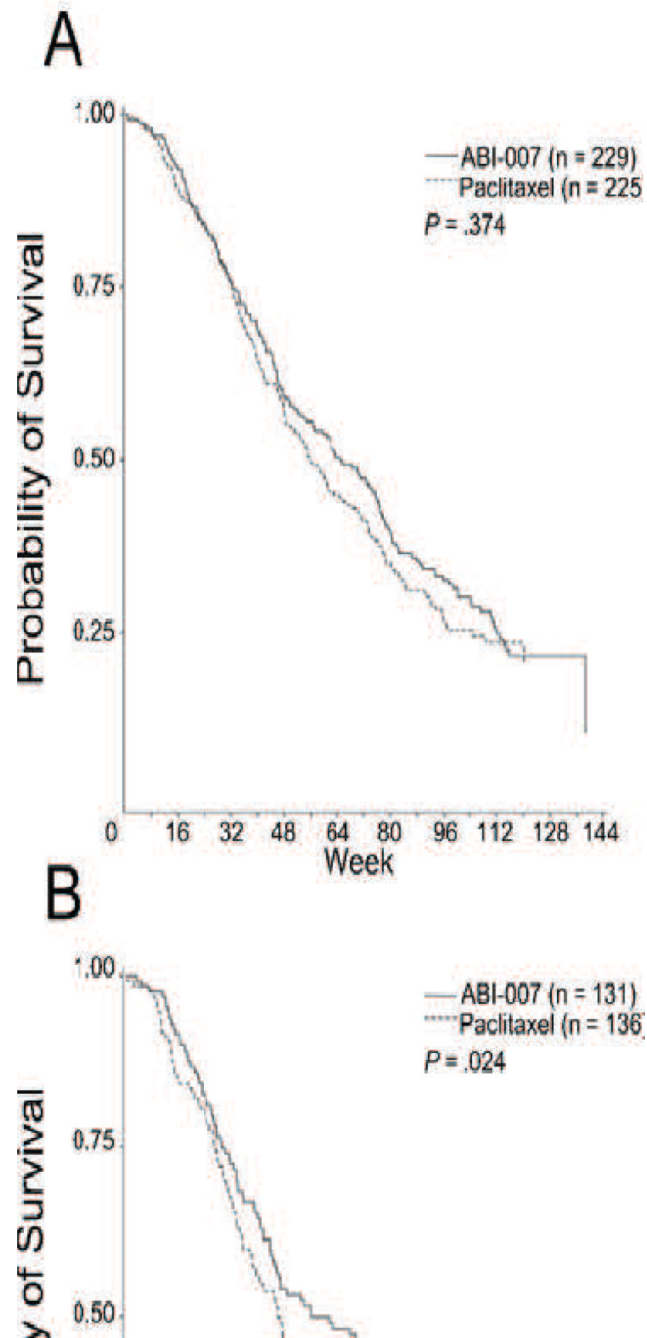 A
1.00
ABI-007 (n = 229)
Paclitaxel (n = 225
P = .374
0.75
0.50
0.25
Probability of Survival
0 16 32 48 64 80 96 112 128 144
Week
B
1.00
ABI-007 (n = 131)
Paclitaxel (n = 136)
P = .024
0.75
0.50
y of Survival